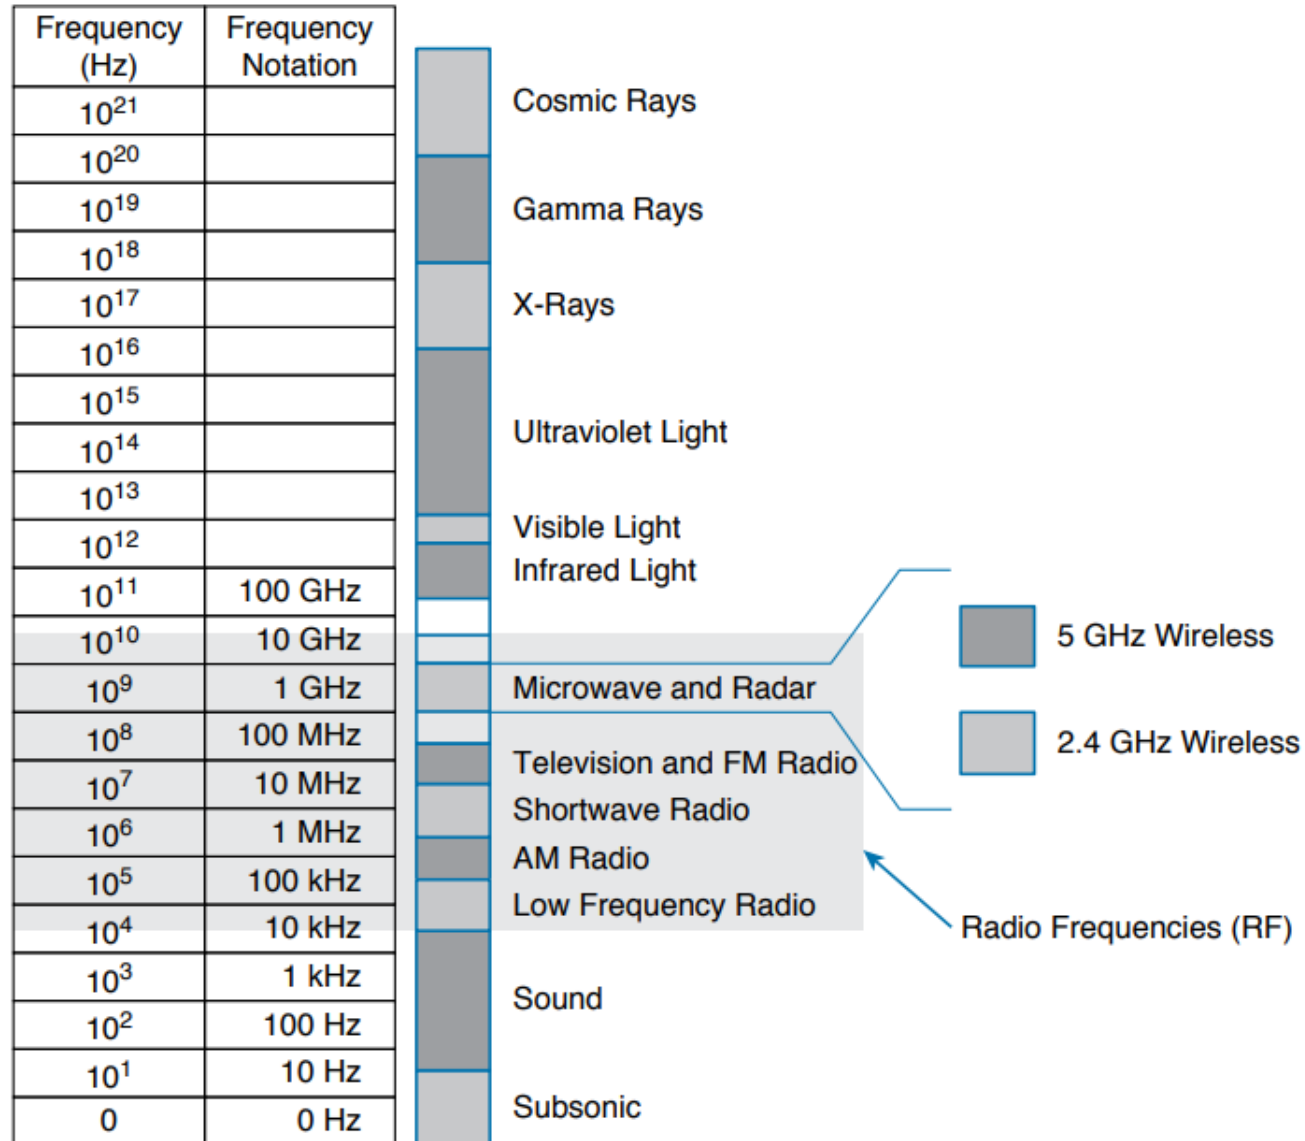 Frequency (Hz) Frequency Notation
10²¹
10²⁰
10¹⁹
10¹⁸
10¹⁷
10¹⁶
10¹⁵
10¹⁴
10¹³
10¹²
10¹¹ 100 GHz
10¹⁰ 10 GHz
10⁹ 1 GHz
10⁸ 100 MHz
10⁷ 10 MHz
10⁶ 1 MHz
10⁵ 100 kHz
10⁴ 10 kHz
10³ 1 kHz
10² 100 Hz
10¹ 10 Hz
0 0 Hz
Cosmic Rays
Gamma Rays
X-Rays
Ultraviolet Light
Visible Light
Infrared Light
Microwave and Radar
Television and FM Radio
Shortwave Radio
AM Radio
Low Frequency Radio
Sound
Subsonic
5 GHz Wireless
2.4 GHz Wireless
Radio Frequencies (RF)